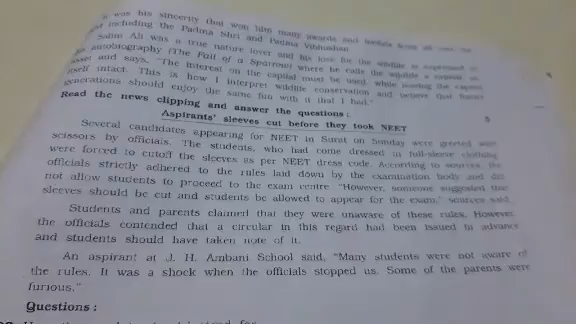 was his sincerity that won him many awards and medals from all over the
including the Padma Shri and Padma Vibhushan.
Salim Ali was a true nature lover and his love for the wildlife is expressed in
autobiography (The Fall of a Sparrow) where he calls the wildlife a
asset and says, "The interest on the capital must be used, while leaving the capital
itself intact. This is how I interpret wildlife conservation and believe that future
generations should enjoy the same fun with it that I had."
Read the news clipping and answer the questions : 5
Aspirants' sleeves cut before they took NEET
Several candidates appearing for NEET in Surat on Sunday were greeted with
scissors by officials. The students, who had come dressed in full-sleeve clothing
were forced to cutoff the sleeves as per NEET dress code. According to sources, the
officials strictly adhered to the rules laid down by the examination body and did
not allow students to proceed to the exam centre. "However, someone suggested that
sleeves should be cut and students be allowed to appear for the exam," sources said.
Students and parents claimed that they were unaware of these rules. However,
the officials contended that a circular in this regard had been issued in advance
and students should have taken note of it.
An aspirant at J. H. Ambani School said, "Many students were not aware of
the rules. It was a shock when the officials stopped us. Some of the parents were
furious."
Questions :